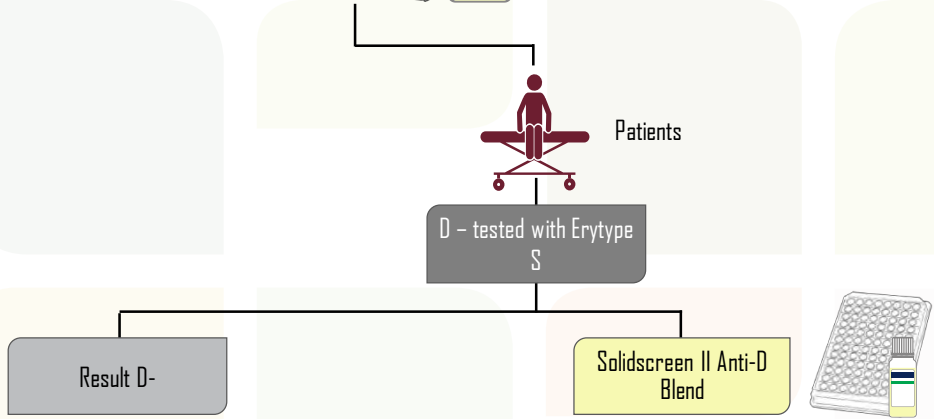 Patients
D – tested with Erytype
S
Result D-
Solidscreen II Anti-D
Blend